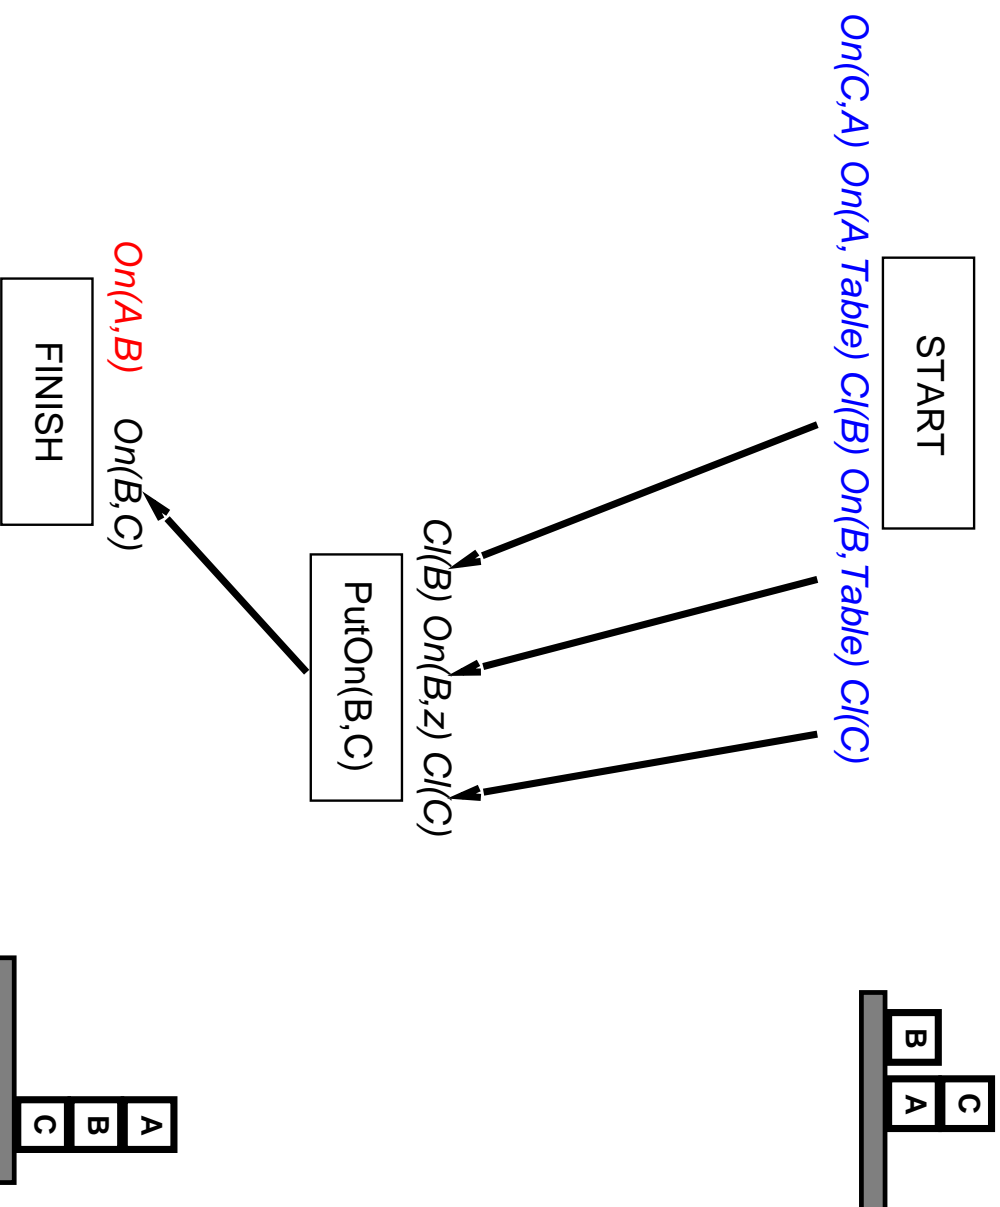 START
On(C,A) On(A,Table) Cl(B) On(B,Table) Cl(C)
C
B A
Cl(B) On(B,z) Cl(C)
PutOn(B,C)
On(A,B) On(B,C)
FINISH
A
B
C